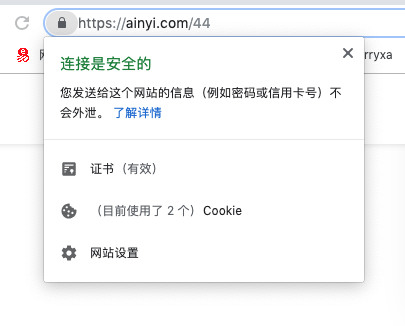 https://ainyi.com/44
易
rryxa
连接是安全的
您发送给这个网站的信息（例如密码或信用卡号）不
会外泄。 了解详情
证书（有效）
（目前使用了 2 个）Cookie
网站设置